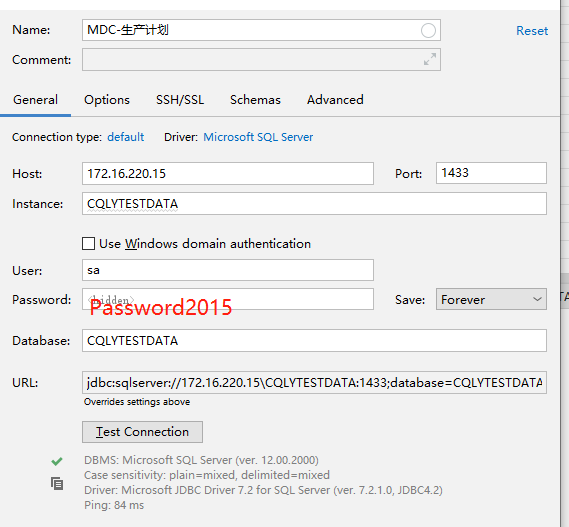 Name: MDC-生产计划 Reset
Comment:
General Options SSH/SSL Schemas Advanced
Connection type: default Driver: Microsoft SQL Server
Host: 172.16.220.15 Port: 1433
Instance: CQLYTESTDATA
Use Windows domain authentication
User: sa
Password: <hidden> Save: Forever
Password2015
Database: CQLYTESTDATA
URL: jdbc:sqlserver://172.16.220.15\CQLYTESTDATA:1433;database=CQLYTESTDATA
Overrides settings above
Test Connection
DBMS: Microsoft SQL Server (ver. 12.00.2000)
Case sensitivity: plain=mixed, delimited=mixed
Driver: Microsoft JDBC Driver 7.2 for SQL Server (ver. 7.2.1.0, JDBC4.2)
Ping: 84 ms